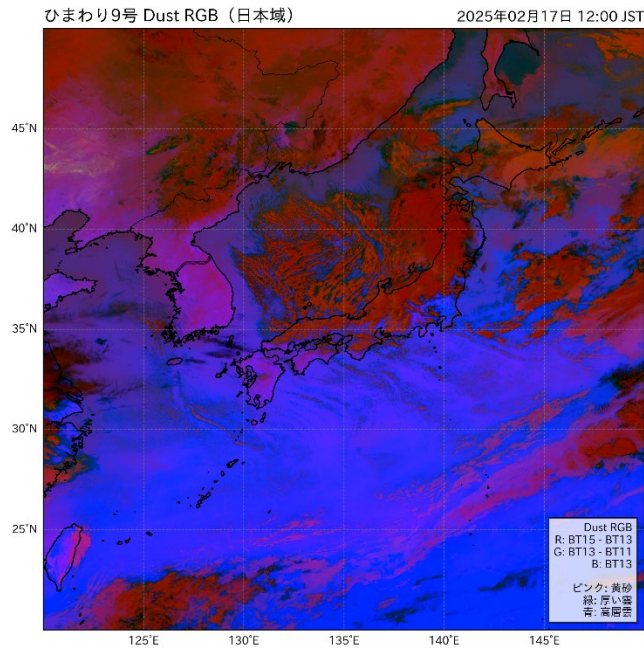 ひまわり9号 Dust RGB（日本域）
2025年02月17日 12:00 JST
45°N
40°N
35°N
30°N
25°N
125°E
130°E
135°E
140°E
145°E
Dust RGB
R: BT15 - BT13
G: BT13 - BT11
B: BT13
ピンク: 黄砂
緑: 厚い雲
青: 高層雲